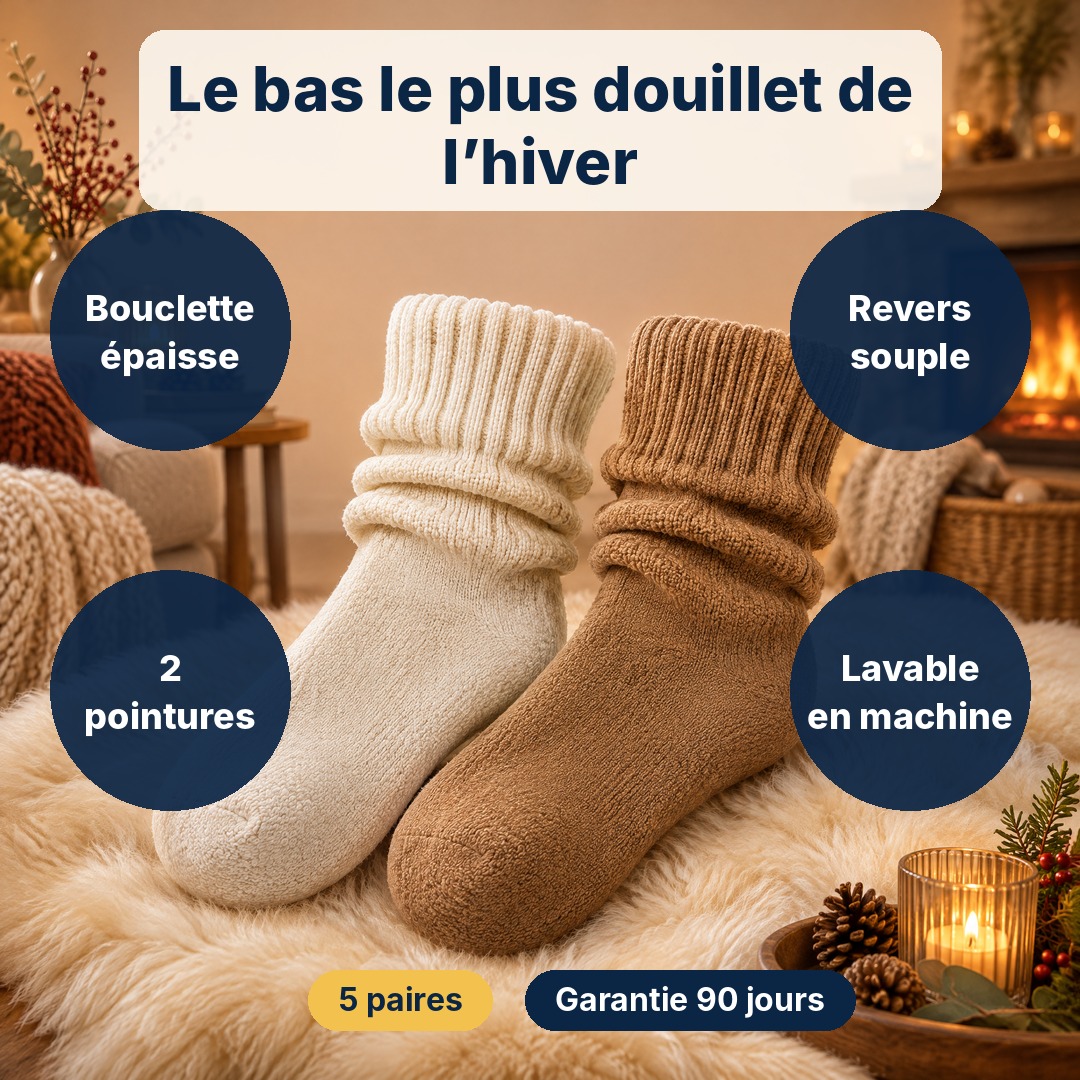 Le bas le plus douillet de
l’hiver
Bouclette
épaisse
Revers
souple
2
pointures
Lavable
en machine
5 paires
Garantie 90 jours